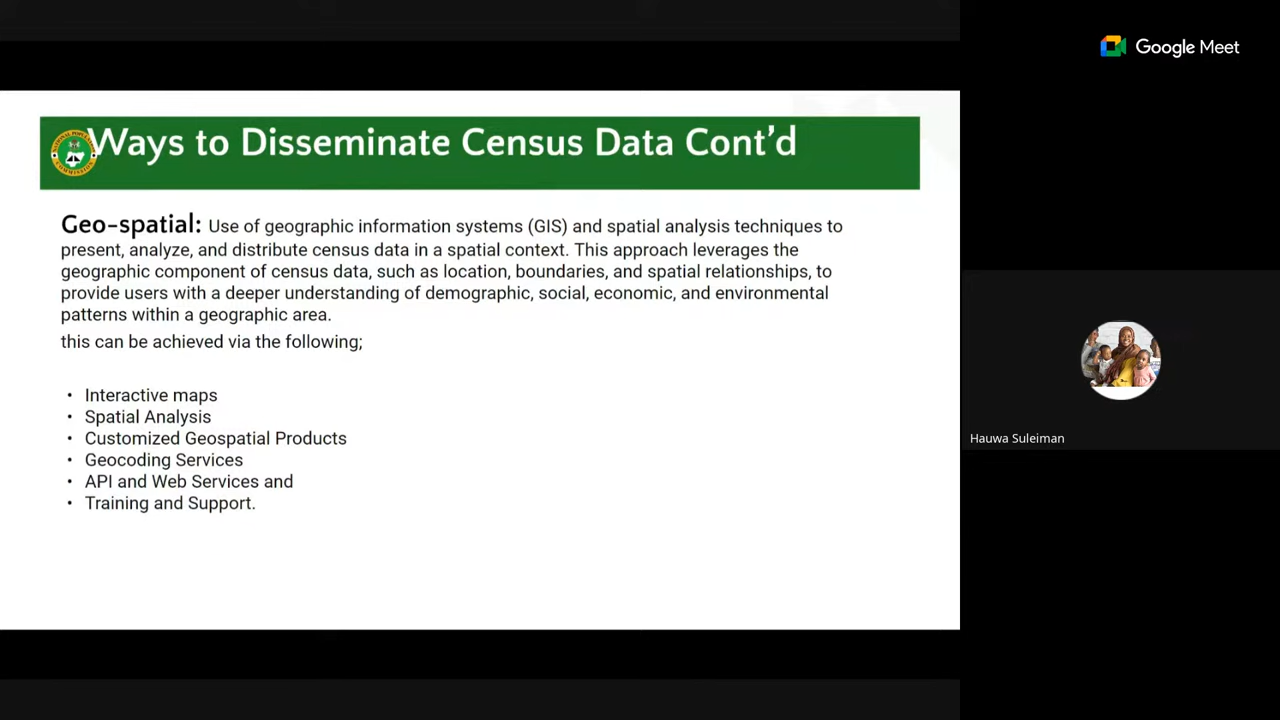 Google Meet
Ways to Disseminate Census Data Cont’d
Geo-spatial: Use of geographic information systems (GIS) and spatial analysis techniques to
present, analyze, and distribute census data in a spatial context. This approach leverages the
geographic component of census data, such as location, boundaries, and spatial relationships, to
provide users with a deeper understanding of demographic, social, economic, and environmental
patterns within a geographic area.
this can be achieved via the following;
• Interactive maps
• Spatial Analysis
• Customized Geospatial Products
• Geocoding Services
• API and Web Services and
• Training and Support.
Hauwa Suleiman